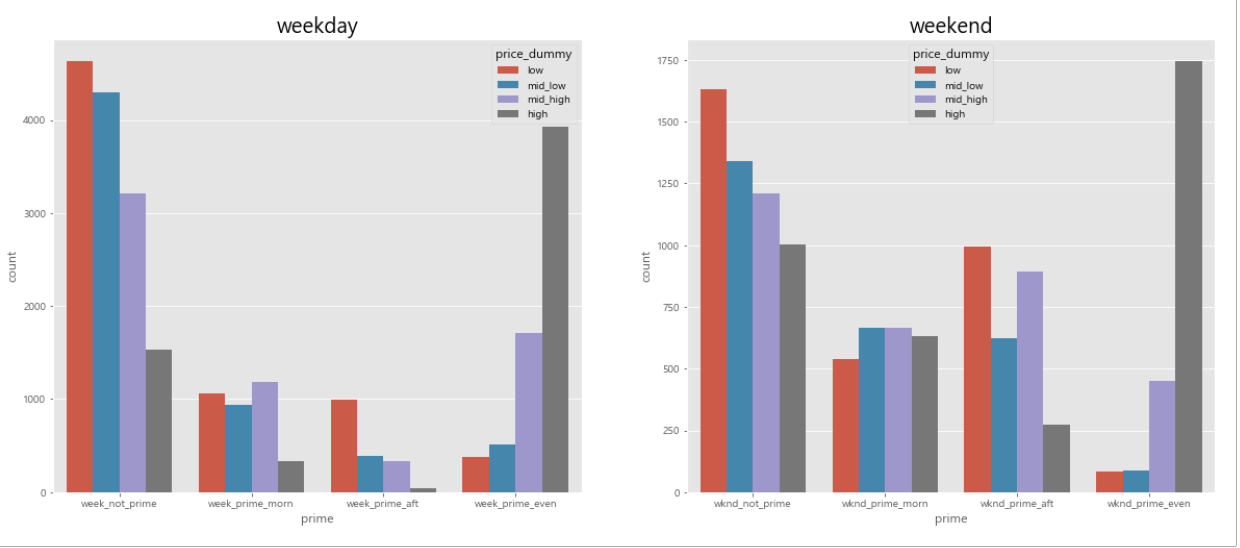 weekday
price_dummy
low
mid_low
mid_high
high
4000
3000
2000
1000
0
count
week_not_prime week_prime_morn week_prime_aft week_prime_even
prime
weekend
price_dummy
low
mid_low
mid_high
high
1750
1500
1250
1000
750
500
250
0
count
wknd_not_prime wknd_prime_morn wknd_prime_aft wknd_prime_even
prime